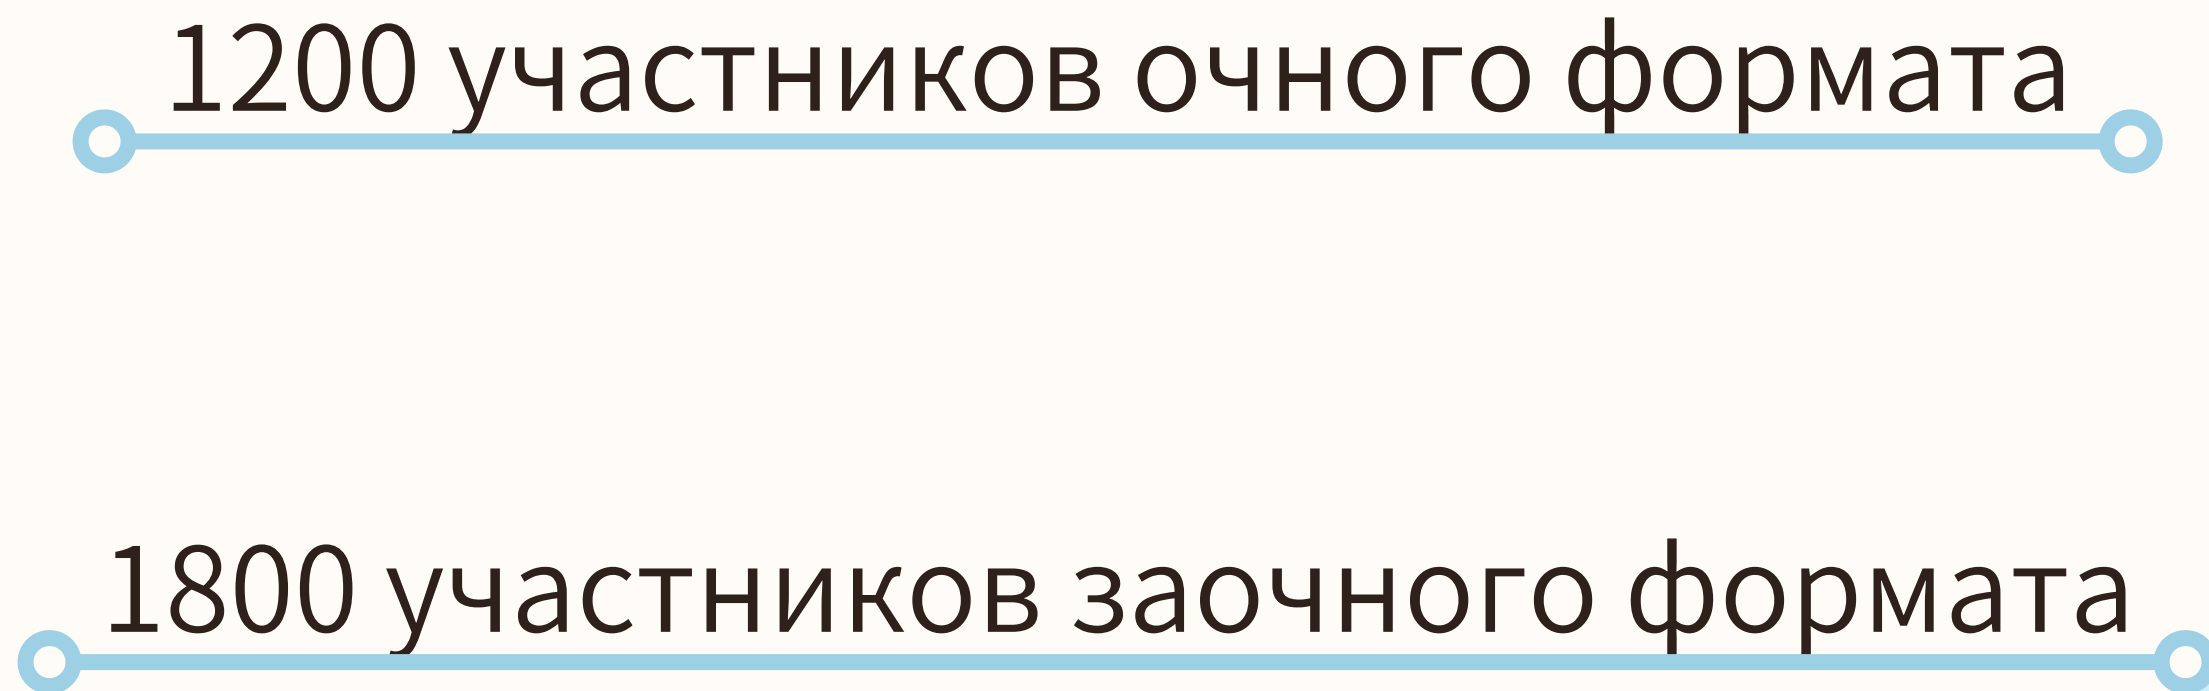 1200 участников очного формата
1800 участников заочного формата